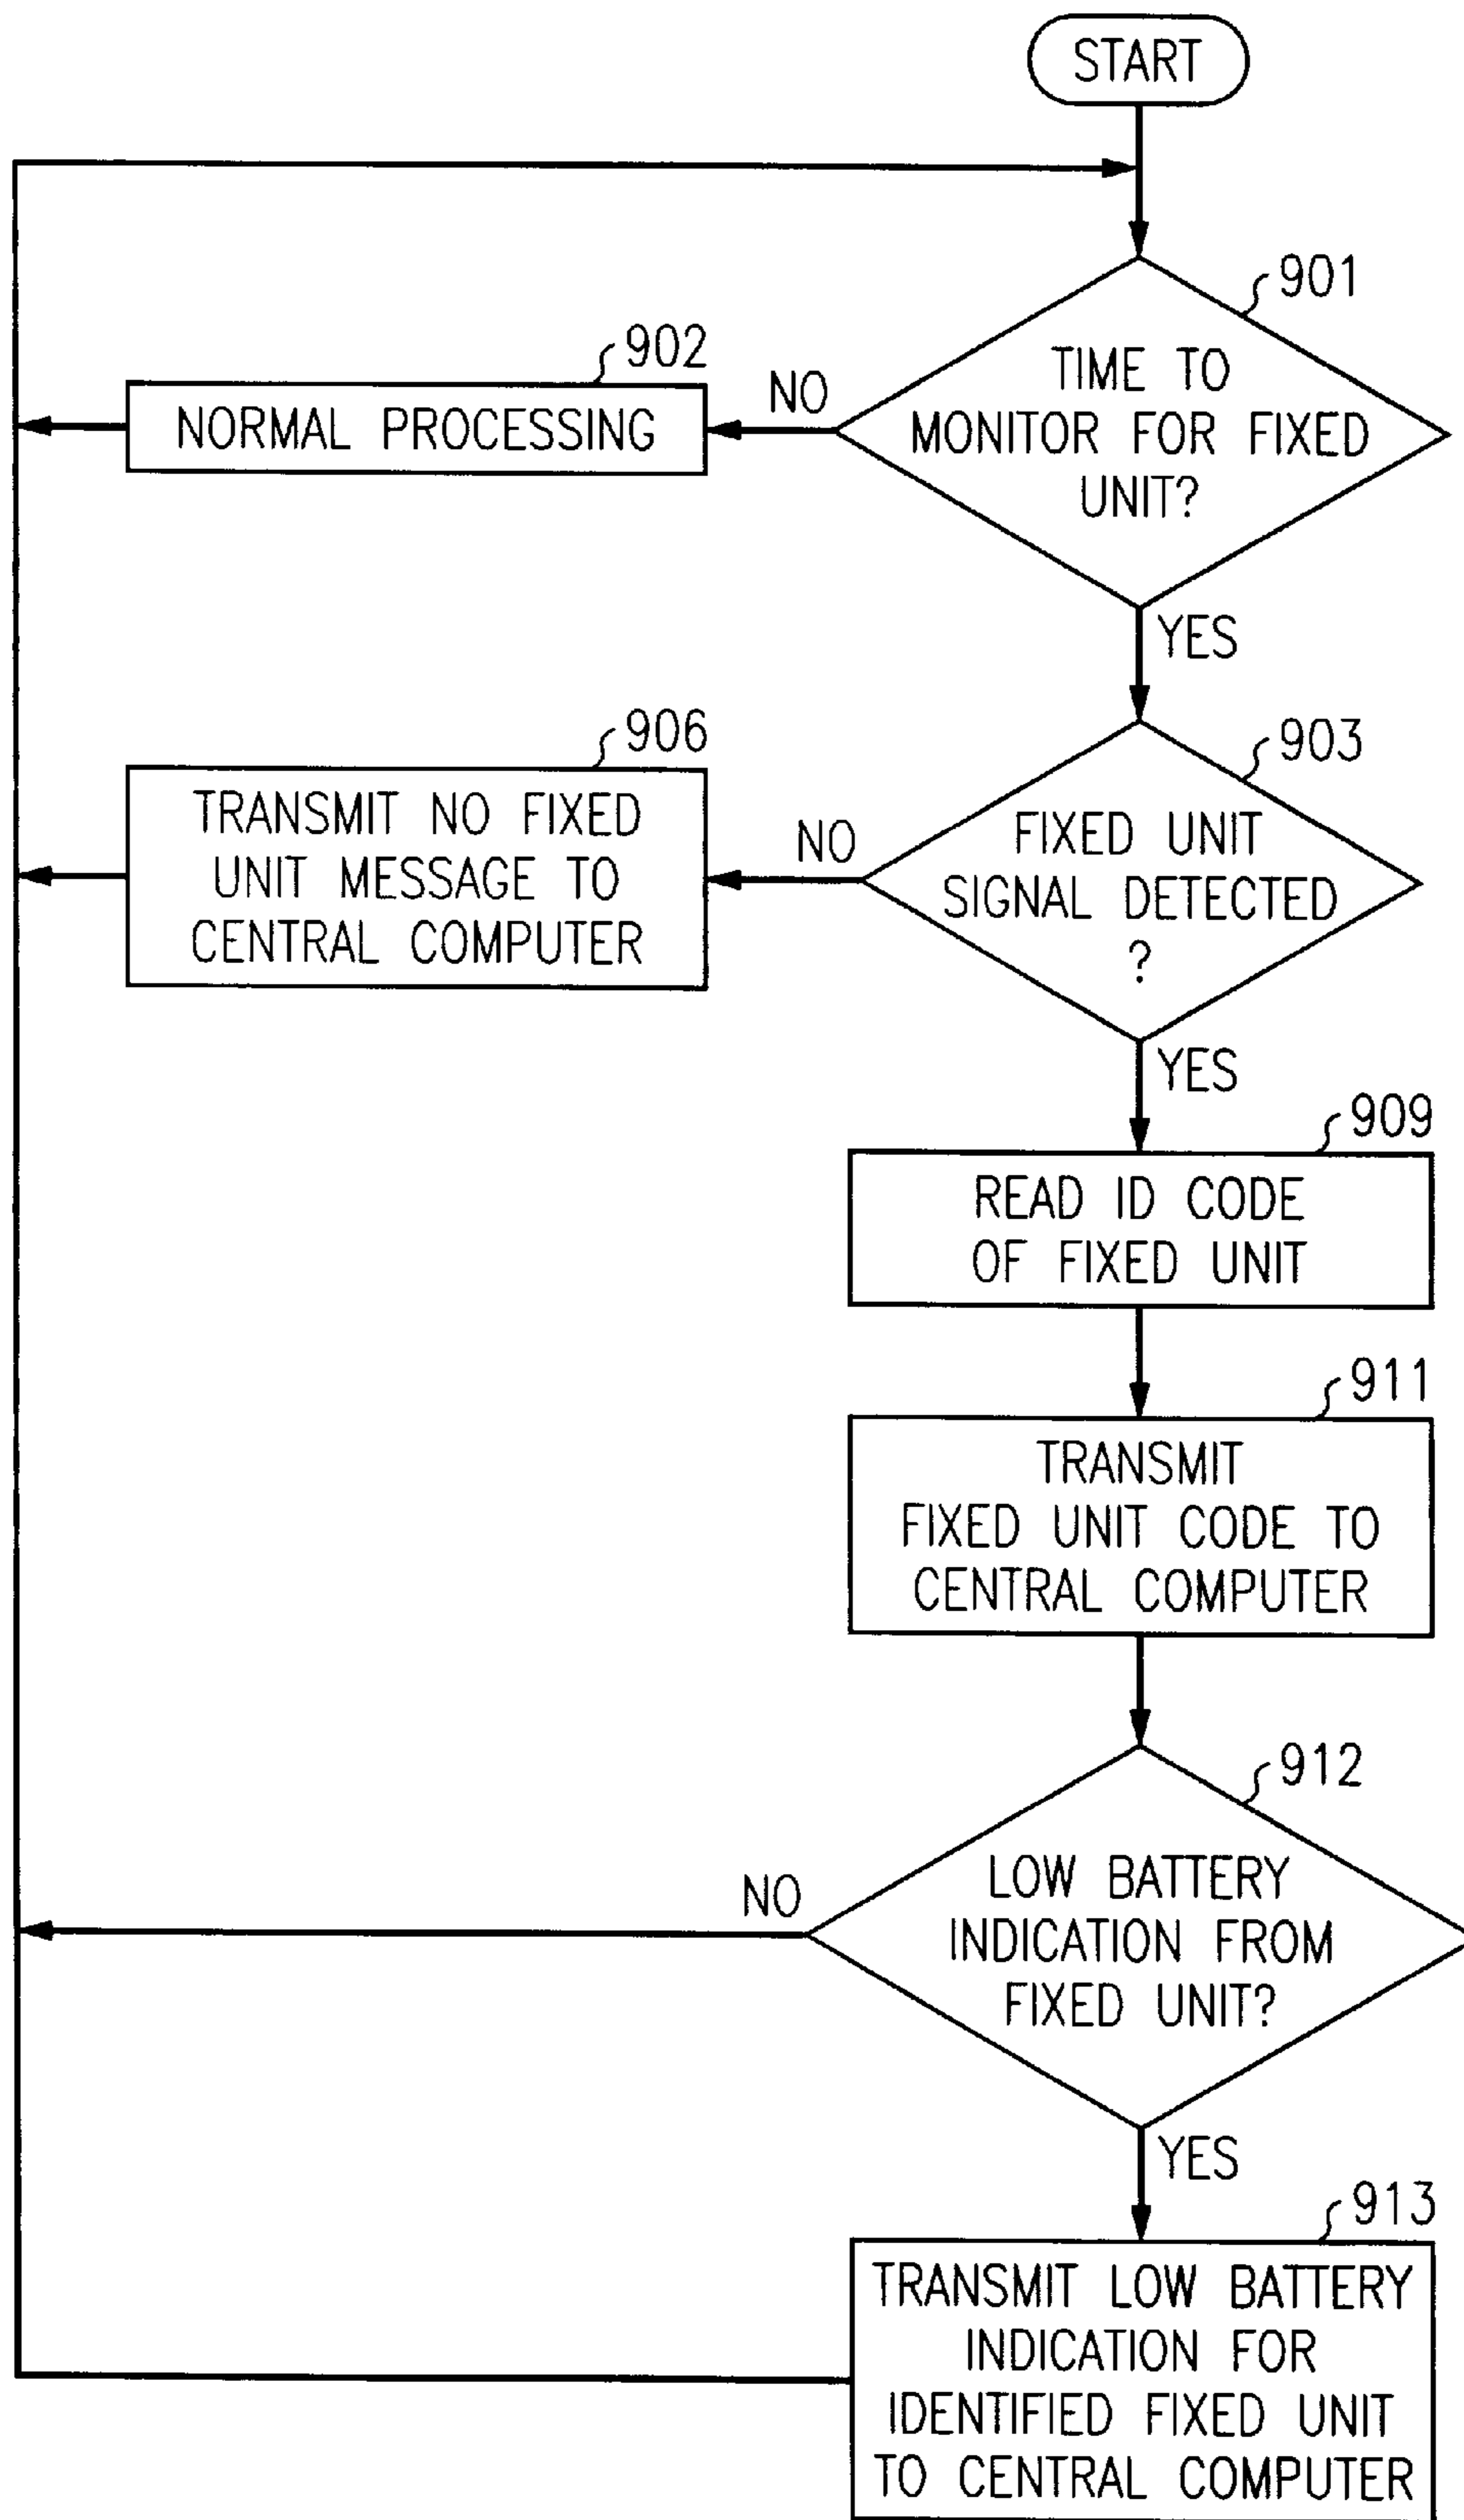 START
901
TIME TO
MONITOR FOR FIXED
UNIT?
NO
902
NORMAL PROCESSING
YES
903
FIXED UNIT
SIGNAL DETECTED
?
NO
906
TRANSMIT NO FIXED
UNIT MESSAGE TO
CENTRAL COMPUTER
YES
909
READ ID CODE
OF FIXED UNIT
911
TRANSMIT
FIXED UNIT CODE TO
CENTRAL COMPUTER
912
LOW BATTERY
INDICATION FROM
FIXED UNIT?
NO
YES
913
TRANSMIT LOW BATTERY
INDICATION FOR
IDENTIFIED FIXED UNIT
TO CENTRAL COMPUTER